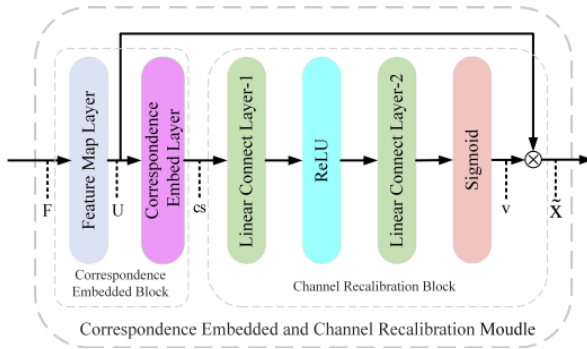 Feature Map Layer
Correspondence
Embed Layer
Linear Connect Layer-1
ReLU
Linear Connect Layer-2
Sigmoid
F
U
cs
v
X̃
Correspondence
Embedded Block
Channel Recalibration Block
Correspondence Embedded and Channel Recalibration Moudle